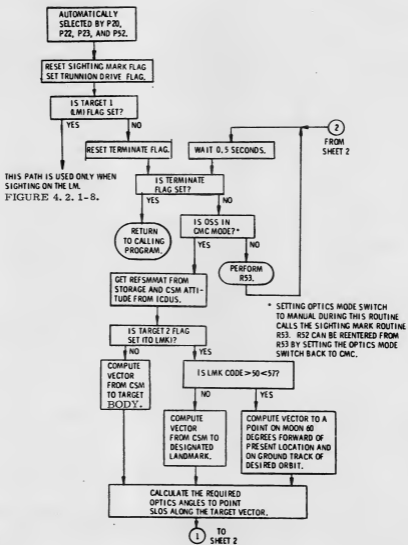 AUTOMATICALLY
SELECTED BY P20,
P22, P23, AND P52.
RESET SIGHTING MARK FLAG
SET TRUNNION DRIVE FLAG.
IS TARGET 1
(LM) FLAG SET?
YES
NO
RESET TERMINATE FLAG.
WAIT 0.5 SECONDS.
2
FROM
SHEET 2
THIS PATH IS USED ONLY WHEN
SIGHTING ON THE LM.
FIGURE 4.2.1-8.
IS TERMINATE
FLAG SET?
YES
NO
RETURN
TO CALLING
PROGRAM.
IS OSS IN
CMC MODE?*
YES
NO
PERFORM
R53.
GET REFSMMAT FROM
STORAGE AND CSM ATTI-
TUDE FROM ICDUS.
* SETTING OPTICS MODE SWITCH
TO MANUAL DURING THIS ROUTINE
CALLS THE SIGHTING MARK ROUTINE
R53. R52 CAN BE REENTERED FROM
R53 BY SETTING THE OPTICS MODE
SWITCH BACK TO CMC.
IS TARGET 2 FLAG
SET (TO LMK)?
NO
YES
COMPUTE
VECTOR
FROM CSM
TO TARGET
BODY.
IS LMK CODE >50 <57?
NO
YES
COMPUTE
VECTOR
FROM CSM TO
DESIGNATED
LANDMARK.
COMPUTE VECTOR TO A
POINT ON MOON 60
DEGREES FORWARD OF
PRESENT LOCATION AND
ON GROUND TRACK OF
DESIRED ORBIT.
CALCULATE THE REQUIRED
OPTICS ANGLES TO POINT
SLOS ALONG THE TARGET VECTOR.
1
TO
SHEET 2